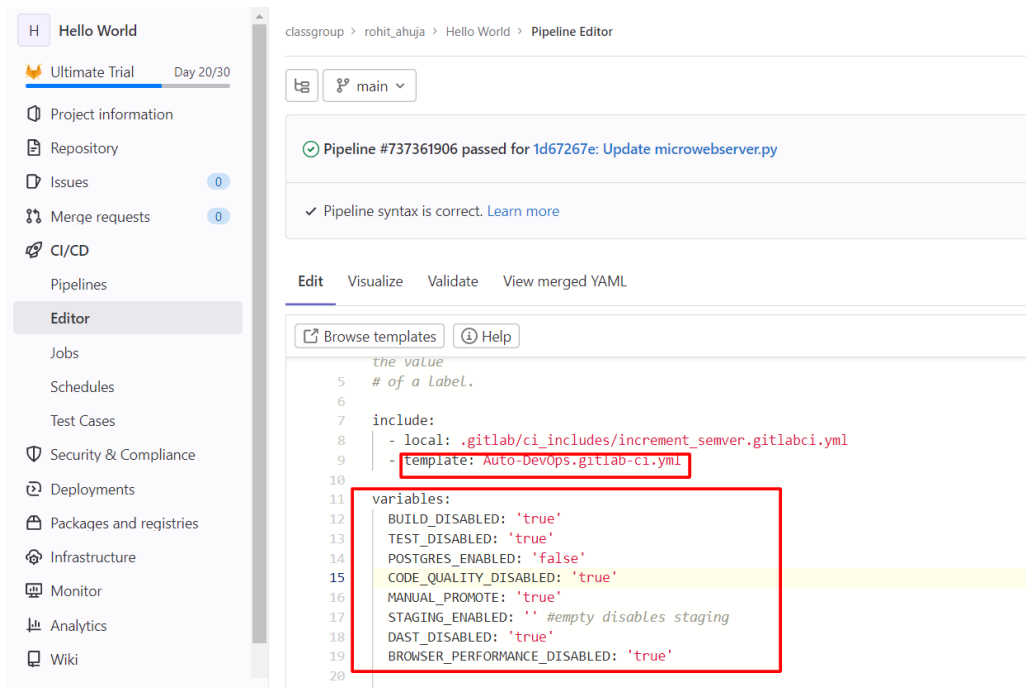 H Hello World
Ultimate Trial Day 20/30
Project information
Repository
Issues 0
Merge requests 0
CI/CD
Pipelines
Editor
Jobs
Schedules
Test Cases
Security & Compliance
Deployments
Packages and registries
Infrastructure
Monitor
Analytics
Wiki
classgroup > rohit_ahuja > Hello World > Pipeline Editor
main
Pipeline #737361906 passed for 1d67267e: Update microwebserver.py
Pipeline syntax is correct. Learn more
Edit Visualize Validate View merged YAML
Browse templates Help
the value
5 # of a label.
6
7 include:
8 - local: .gitlab/ci_includes/increment_semver.gitlabci.yml
9 - template: Auto-DevOps.gitlab-ci.yml
10
11 variables:
12 BUILD_DISABLED: 'true'
13 TEST_DISABLED: 'true'
14 POSTGRES_ENABLED: 'false'
15 CODE_QUALITY_DISABLED: 'true'
16 MANUAL_PROMOTE: 'true'
17 STAGING_ENABLED: '' #empty disables staging
18 DAST_DISABLED: 'true'
19 BROWSER_PERFORMANCE_DISABLED: 'true'
20